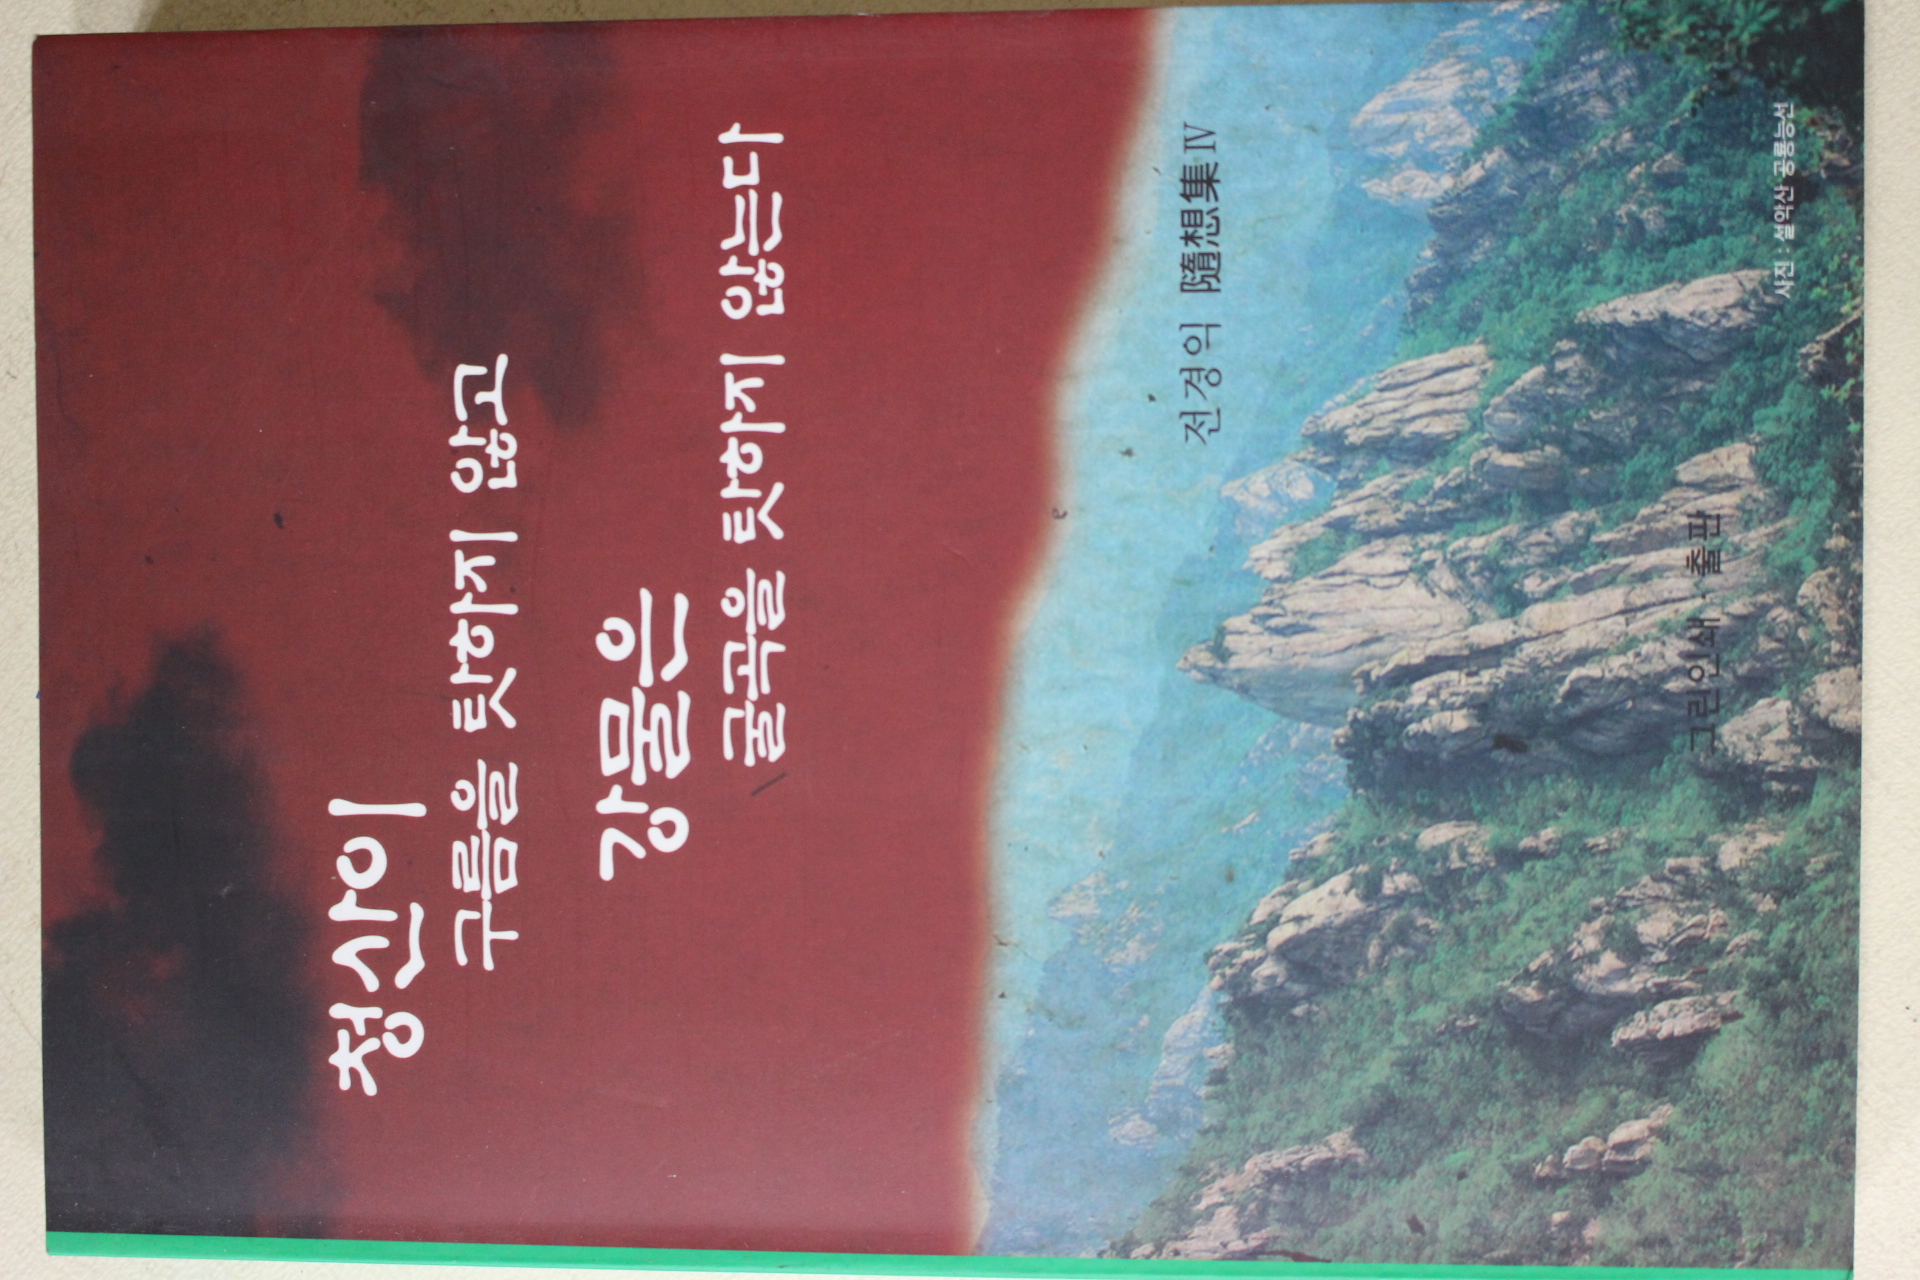 청산이
구름을 탓하지 않고
강물은
굴곡을 탓하지 않는다
전경익 隨想集 Ⅳ
그린인쇄 · 출판
사진 : 설악산 공룡능선